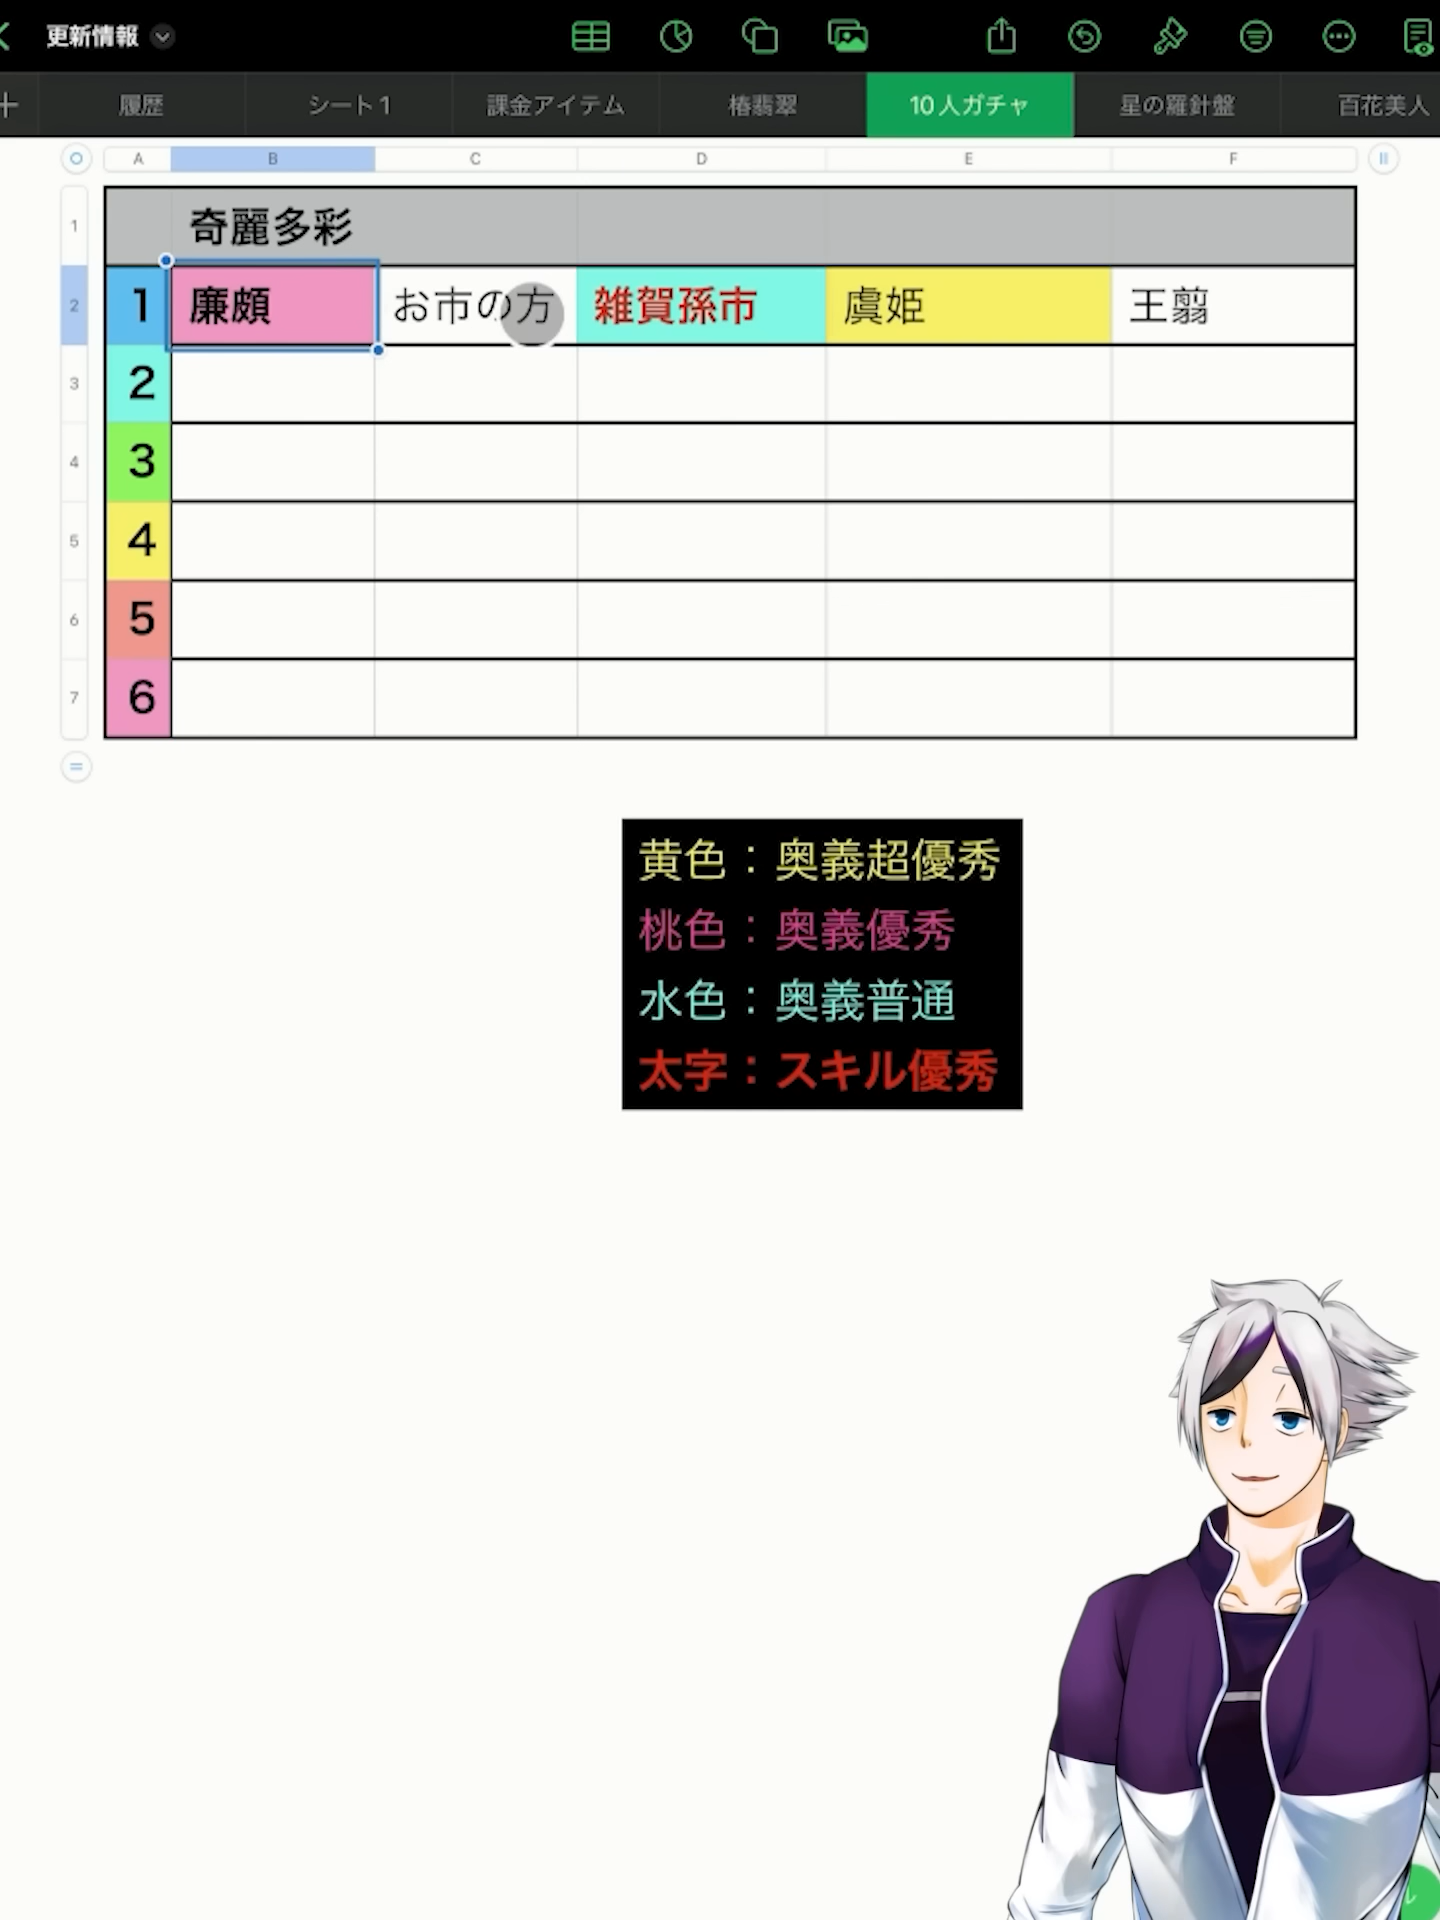 更新情報
履歴 シート1 課金アイテム 椿翡翠 10人ガチャ 星の羅針盤 百花美人
A B C D E F
1 奇麗多彩
2 1 廉頗 お市の方 雑賀孫市 虞姫 王翦
3 2
4 3
5 4
6 5
7 6
黄色：奥義超優秀
桃色：奥義優秀
水色：奥義普通
太字：スキル優秀